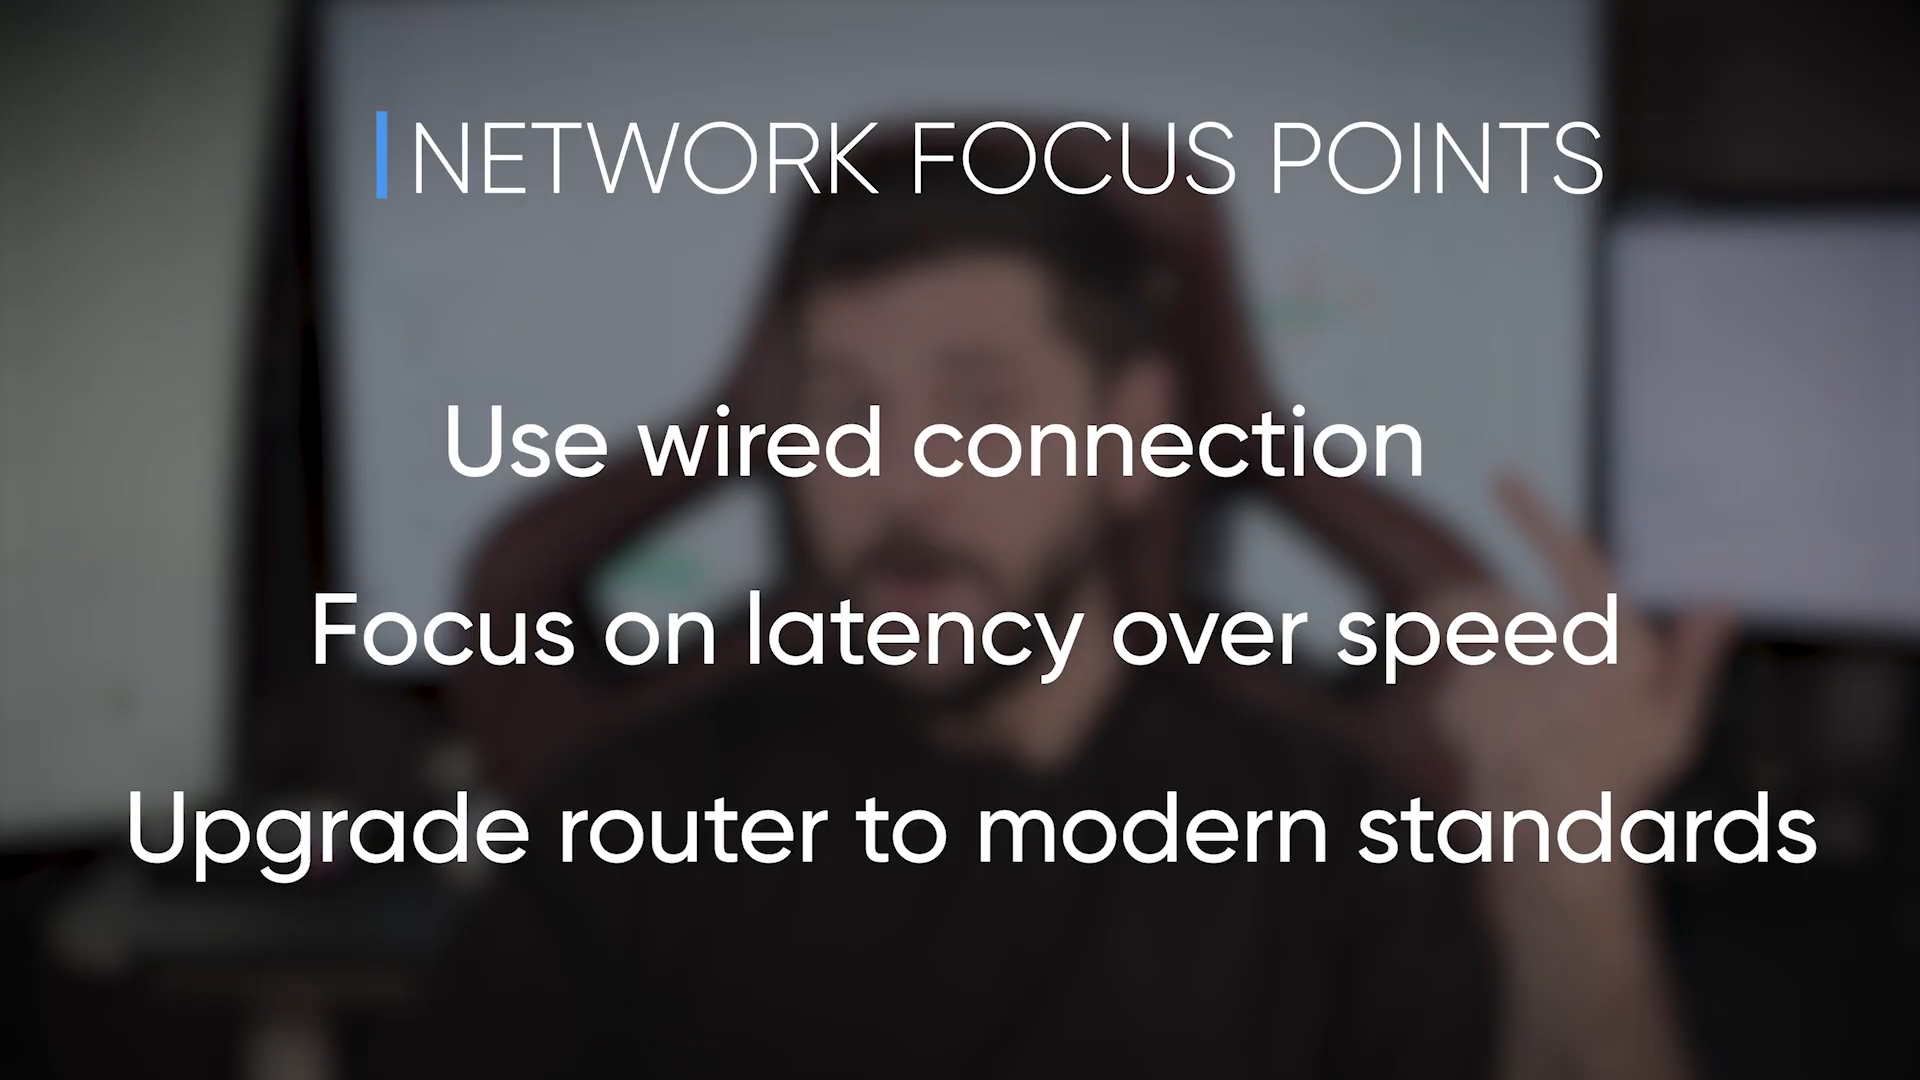 NETWORK FOCUS POINTS
Use wired connection
Focus on latency over speed
Upgrade router to modern standards